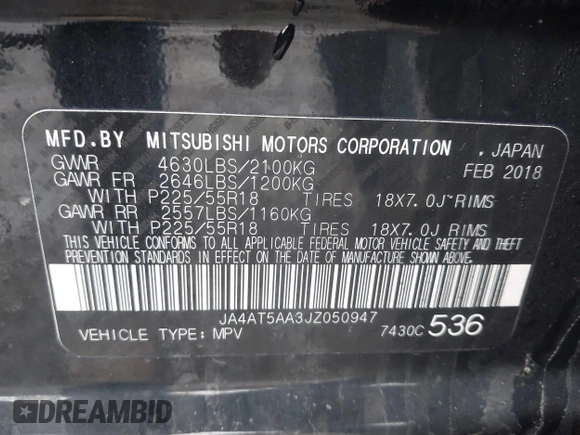 MFD.BY MITSUBISHI MOTORS CORPORATION , JAPAN
GVWR 4630LBS/2100KG FEB 2018
GAWR FR 2646LBS/1200KG
WITH P225/55R18 TIRES 18X7.0J RIMS
GAWR RR 2557LBS/1160KG
WITH P225/55R18 TIRES 18X7.0J RIMS
THIS VEHICLE CONFORMS TO ALL APPLICABLE FEDERAL MOTOR VEHICLE SAFETY AND THEFT
PREVENTION STANDARDS IN EFFECT ON THE DATE OF MANUFACTURE SHOWN ABOVE.
JA4AT5AA3JZ050947
VEHICLE TYPE: MPV 7430C 536
DREAMBID